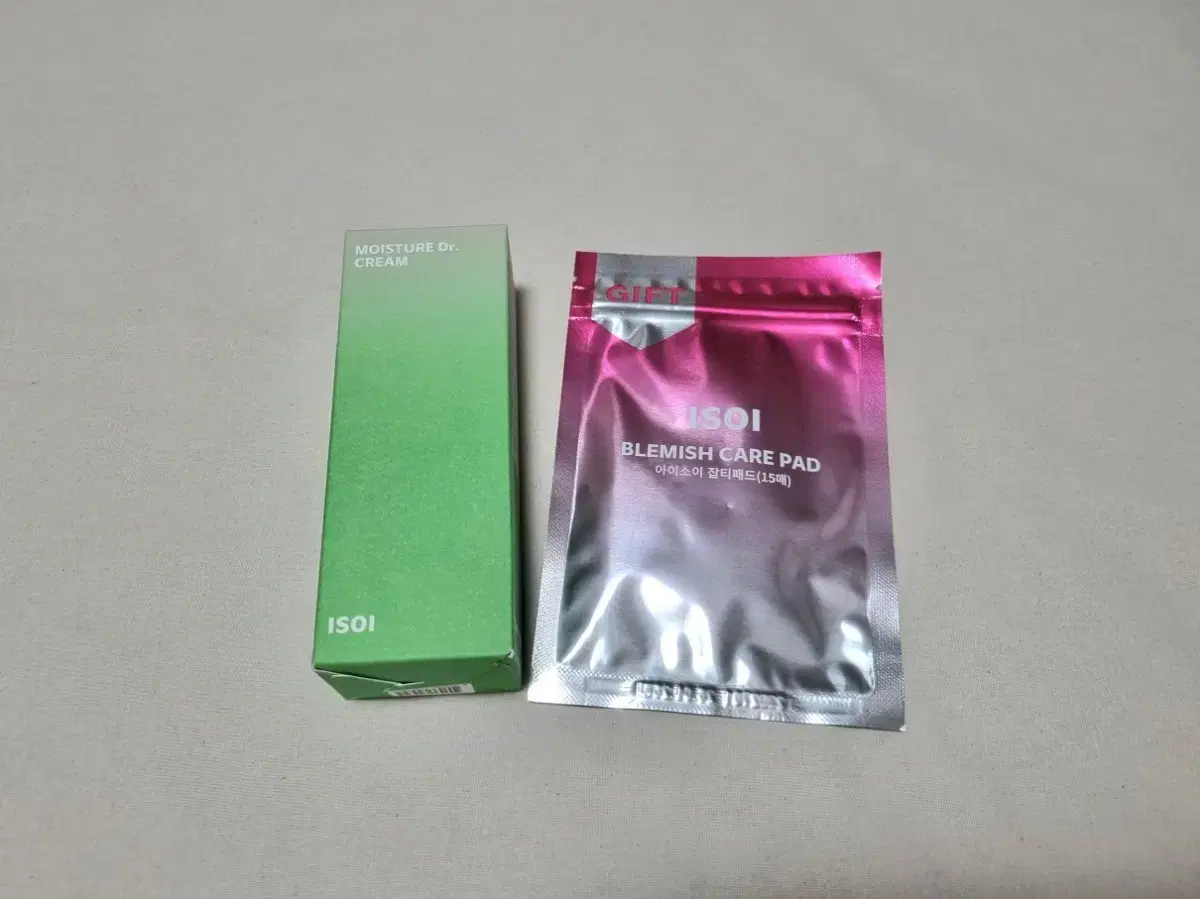 MOISTURE Dr.
CREAM
ISOI
GIFT
ISOI
BLEMISH CARE PAD
아이소이 잡티패드(15매)